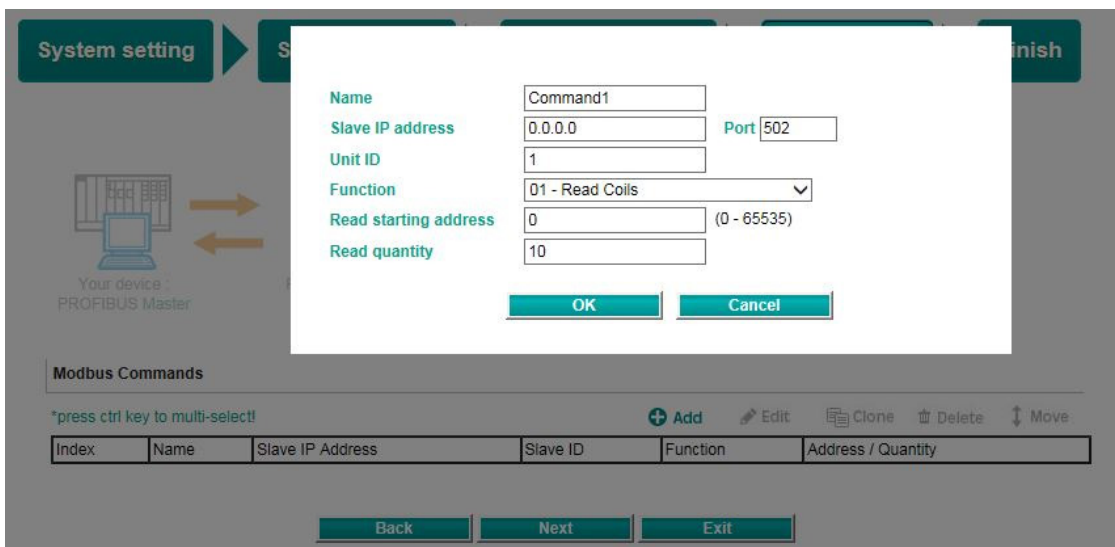 System setting
S
inish
Name Command1
Slave IP address 0.0.0.0 Port 502
Unit ID 1
Function 01 - Read Coils
Read starting address 0 (0 - 65535)
Read quantity 10
Your device :
PROFIBUS Master
OK Cancel
Modbus Commands
*press ctrl key to multi-select!
Add Edit Clone Delete Move
Index Name Slave IP Address Slave ID Function Address / Quantity
Back Next Exit